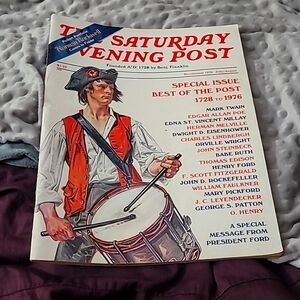 Norman Rockwell
THE SATURDAY
EVENING POST
Founded A°D° 1728 by Benj. Franklin
SPECIAL ISSUE
BEST OF THE POST
1728 TO 1976
MARK TWAIN
EDGAR ALLAN POE
EDNA ST. VINCENT MILLAY
HERMAN MELVILLE
DWIGHT D. EISENHOWER
CHARLES LINDBERGH
ORVILLE WRIGHT
JOHN STEINBECK
BABE RUTH
THOMAS EDISON
HENRY FORD
F. SCOTT FITZGERALD
JOHN D. ROCKEFELLER
WILLIAM FAULKNER
MARY PICKFORD
J. C. LEYENDECKER
GEORGE S. PATTON
O. HENRY
A SPECIAL
MESSAGE FROM
PRESIDENT FORD